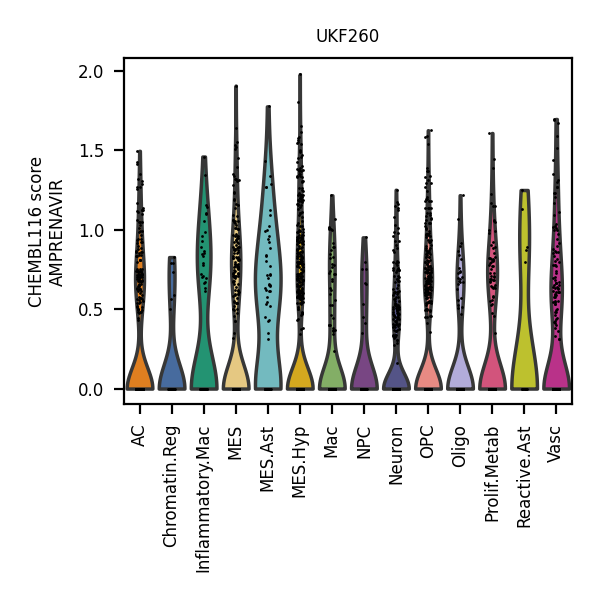 UKF260
CHEMBL116 score
AMPRENAVIR
2.0
1.5
1.0
0.5
0.0
AC
Chromatin.Reg
Inflammatory.Mac
MES
MES.Ast
MES.Hyp
Mac
NPC
Neuron
OPC
Oligo
Prolif.Metab
Reactive.Ast
Vasc